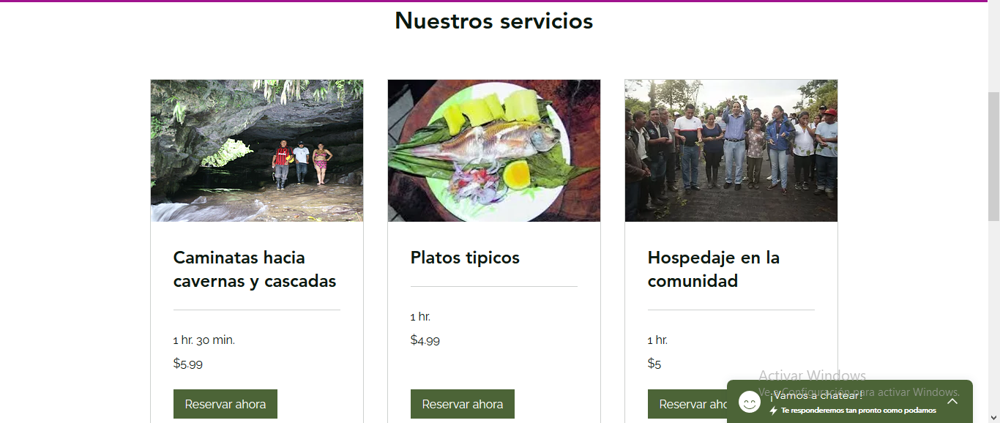 Nuestros servicios
Caminatas hacia
cavernas y cascadas
1 hr. 30 min.
$5.99
Reservar ahora
Platos tipicos
1 hr.
$4.99
Reservar ahora
Hospedaje en la
comunidad
1 hr.
$5
Reservar aho
Activar Windows
Ve a Configuración para activar Windows.
¡Vamos a chatear!
Te responderemos tan pronto como podamos